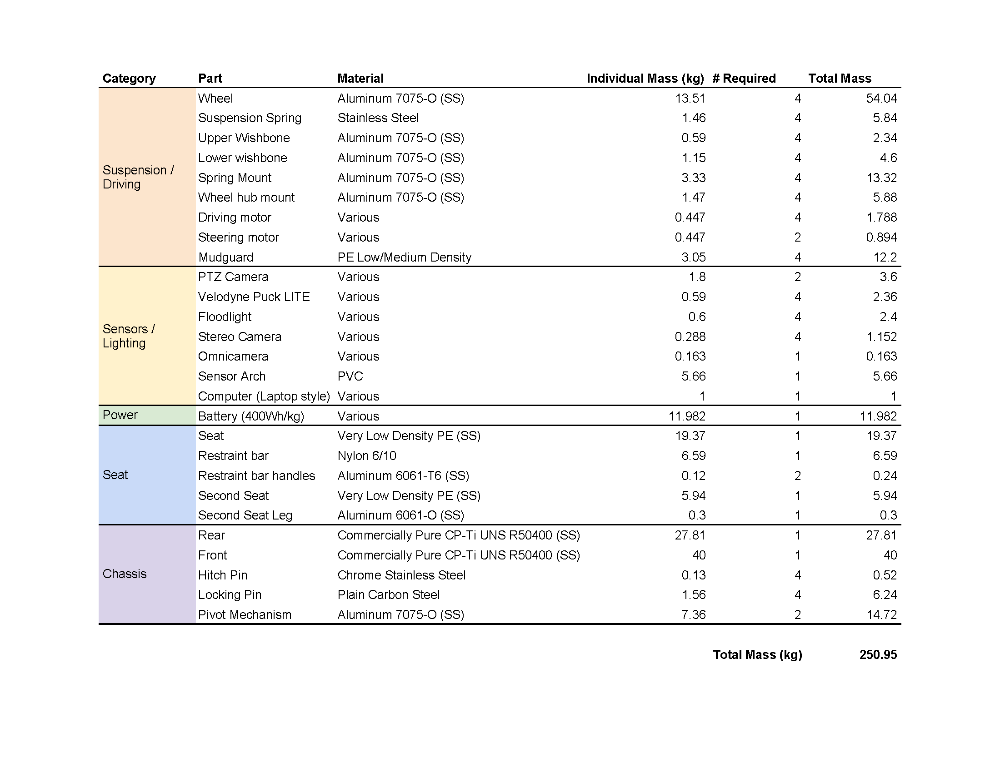 Category Part Material Individual Mass (kg) # Required Total Mass
Wheel Aluminum 7075-O (SS) 13.51 4 54.04
Suspension Spring Stainless Steel 1.46 4 5.84
Upper Wishbone Aluminum 7075-O (SS) 0.59 4 2.34
Lower wishbone Aluminum 7075-O (SS) 1.15 4 4.6
Suspension /
Driving
Spring Mount Aluminum 7075-O (SS) 3.33 4 13.32
Wheel hub mount Aluminum 7075-O (SS) 1.47 4 5.88
Driving motor Various 0.447 4 1.788
Steering motor Various 0.447 2 0.894
Mudguard PE Low/Medium Density 3.05 4 12.2
PTZ Camera Various 1.8 2 3.6
Velodyne Puck LITE Various 0.59 4 2.36
Floodlight Various 0.6 4 2.4
Sensors /
Lighting
Stereo Camera Various 0.288 4 1.152
Omnicamera Various 0.163 1 0.163
Sensor Arch PVC 5.66 1 5.66
Computer (Laptop style) Various 1 1 1
Power Battery (400Wh/kg) Various 11.982 1 11.982
Seat Very Low Density PE (SS) 19.37 1 19.37
Restraint bar Nylon 6/10 6.59 1 6.59
Seat Restraint bar handles Aluminum 6061-T6 (SS) 0.12 2 0.24
Second Seat Very Low Density PE (SS) 5.94 1 5.94
Second Seat Leg Aluminum 6061-O (SS) 0.3 1 0.3
Rear Commercially Pure CP-Ti UNS R50400 (SS) 27.81 1 27.81
Front Commercially Pure CP-Ti UNS R50400 (SS) 40 1 40
Chassis Hitch Pin Chrome Stainless Steel 0.13 4 0.52
Locking Pin Plain Carbon Steel 1.56 4 6.24
Pivot Mechanism Aluminum 7075-O (SS) 7.36 2 14.72
Total Mass (kg) 250.95